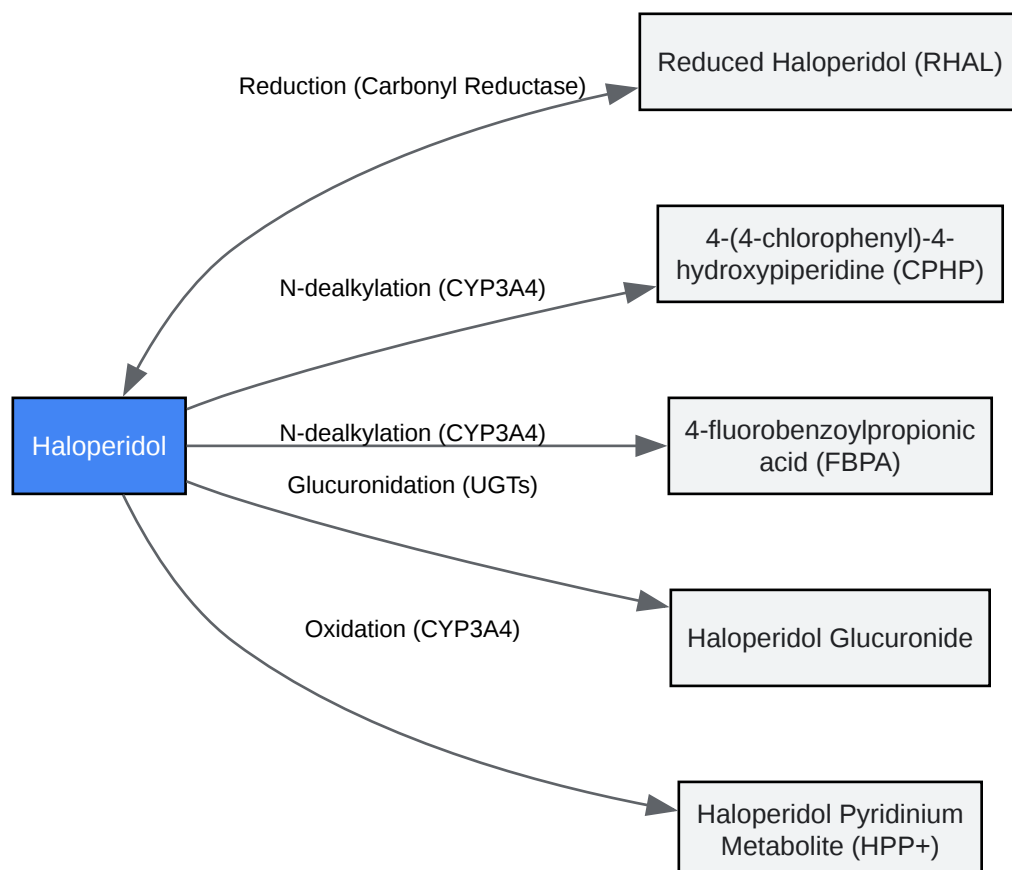 Reduction (Carbonyl Reductase)
Reduced Haloperidol (RHAL)
N-dealkylation (CYP3A4)
4-(4-chlorophenyl)-4-
hydroxypiperidine (CPHP)
Haloperidol
N-dealkylation (CYP3A4)
4-fluorobenzoylpropionic
acid (FBPA)
Glucuronidation (UGTs)
Haloperidol Glucuronide
Oxidation (CYP3A4)
Haloperidol Pyridinium
Metabolite (HPP+)